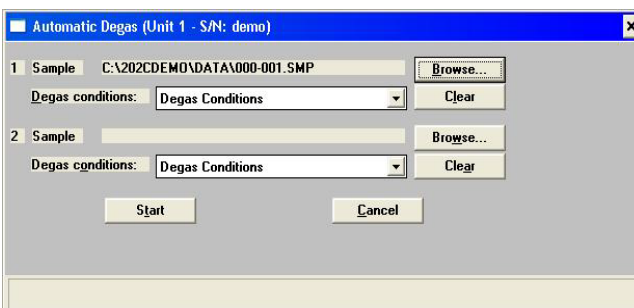 Automatic Degas (Unit 1 - S/N: demo)
1 Sample C:\202CDEMO\DATA\000-001.SMP Browse...
Degas conditions: Degas Conditions Clear
2 Sample Browse...
Degas conditions: Degas Conditions Clear
Start Cancel